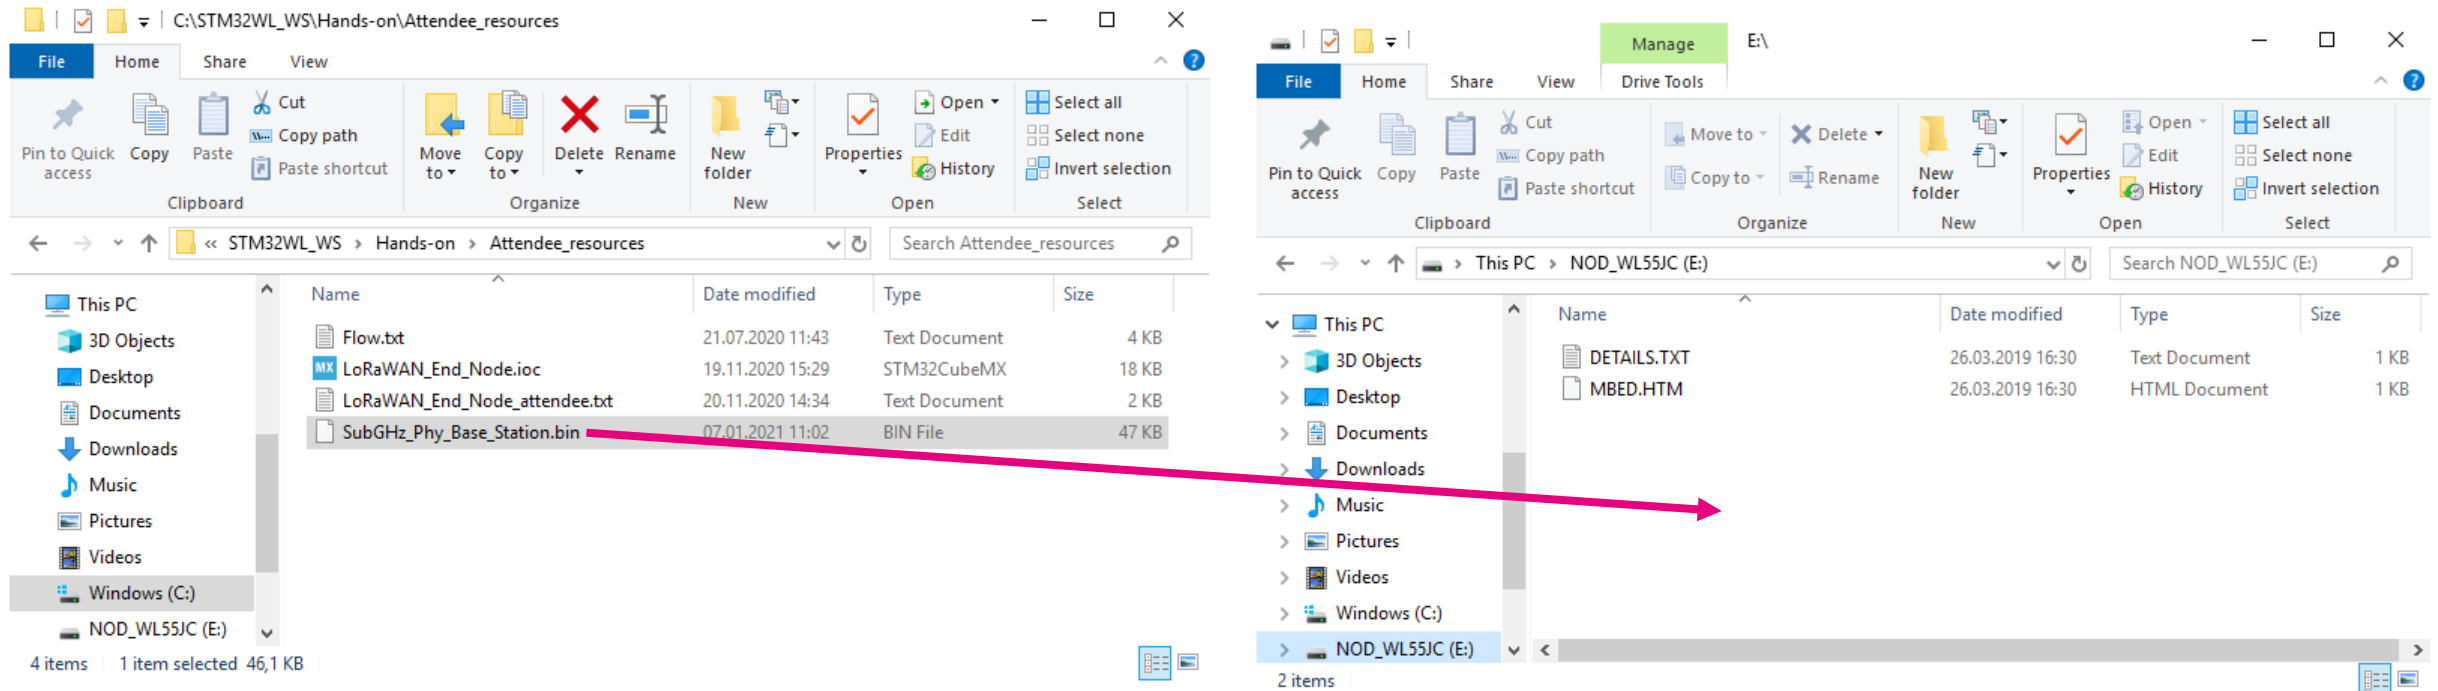 C:\STM32WL_WS\Hands-on\Attendee_resources
File Home Share View
Pin to Quick access
Copy
Paste
Cut
Copy path
Paste shortcut
Move to
Copy to
Delete
Rename
New folder
Properties
Open
Edit
History
Select all
Select none
Invert selection
Clipboard Organize New Open Select
« STM32WL_WS > Hands-on > Attendee_resources
Search Attendee_resources
This PC
3D Objects
Desktop
Documents
Downloads
Music
Pictures
Videos
Windows (C:)
NOD_WL55JC (E:)
Name Date modified Type Size
Flow.txt 21.07.2020 11:43 Text Document 4 KB
MX LoRaWAN_End_Node.ioc 19.11.2020 15:29 STM32CubeMX 18 KB
LoRaWAN_End_Node_attendee.txt 20.11.2020 14:34 Text Document 2 KB
SubGHz_Phy_Base_Station.bin 07.01.2021 11:02 BIN File 47 KB
4 items 1 item selected 46,1 KB
Manage E:\
File Home Share View Drive Tools
Pin to Quick access
Copy
Paste
Cut
Copy path
Paste shortcut
Move to
Copy to
Delete
Rename
New folder
Properties
Open
Edit
History
Select all
Select none
Invert selection
Clipboard Organize New Open Select
> This PC > NOD_WL55JC (E:)
Search NOD_WL55JC (E:)
This PC
3D Objects
Desktop
Documents
Downloads
Music
Pictures
Videos
Windows (C:)
NOD_WL55JC (E:)
Name Date modified Type Size
DETAILS.TXT 26.03.2019 16:30 Text Document 1 KB
MBED.HTM 26.03.2019 16:30 HTML Document 1 KB
2 items